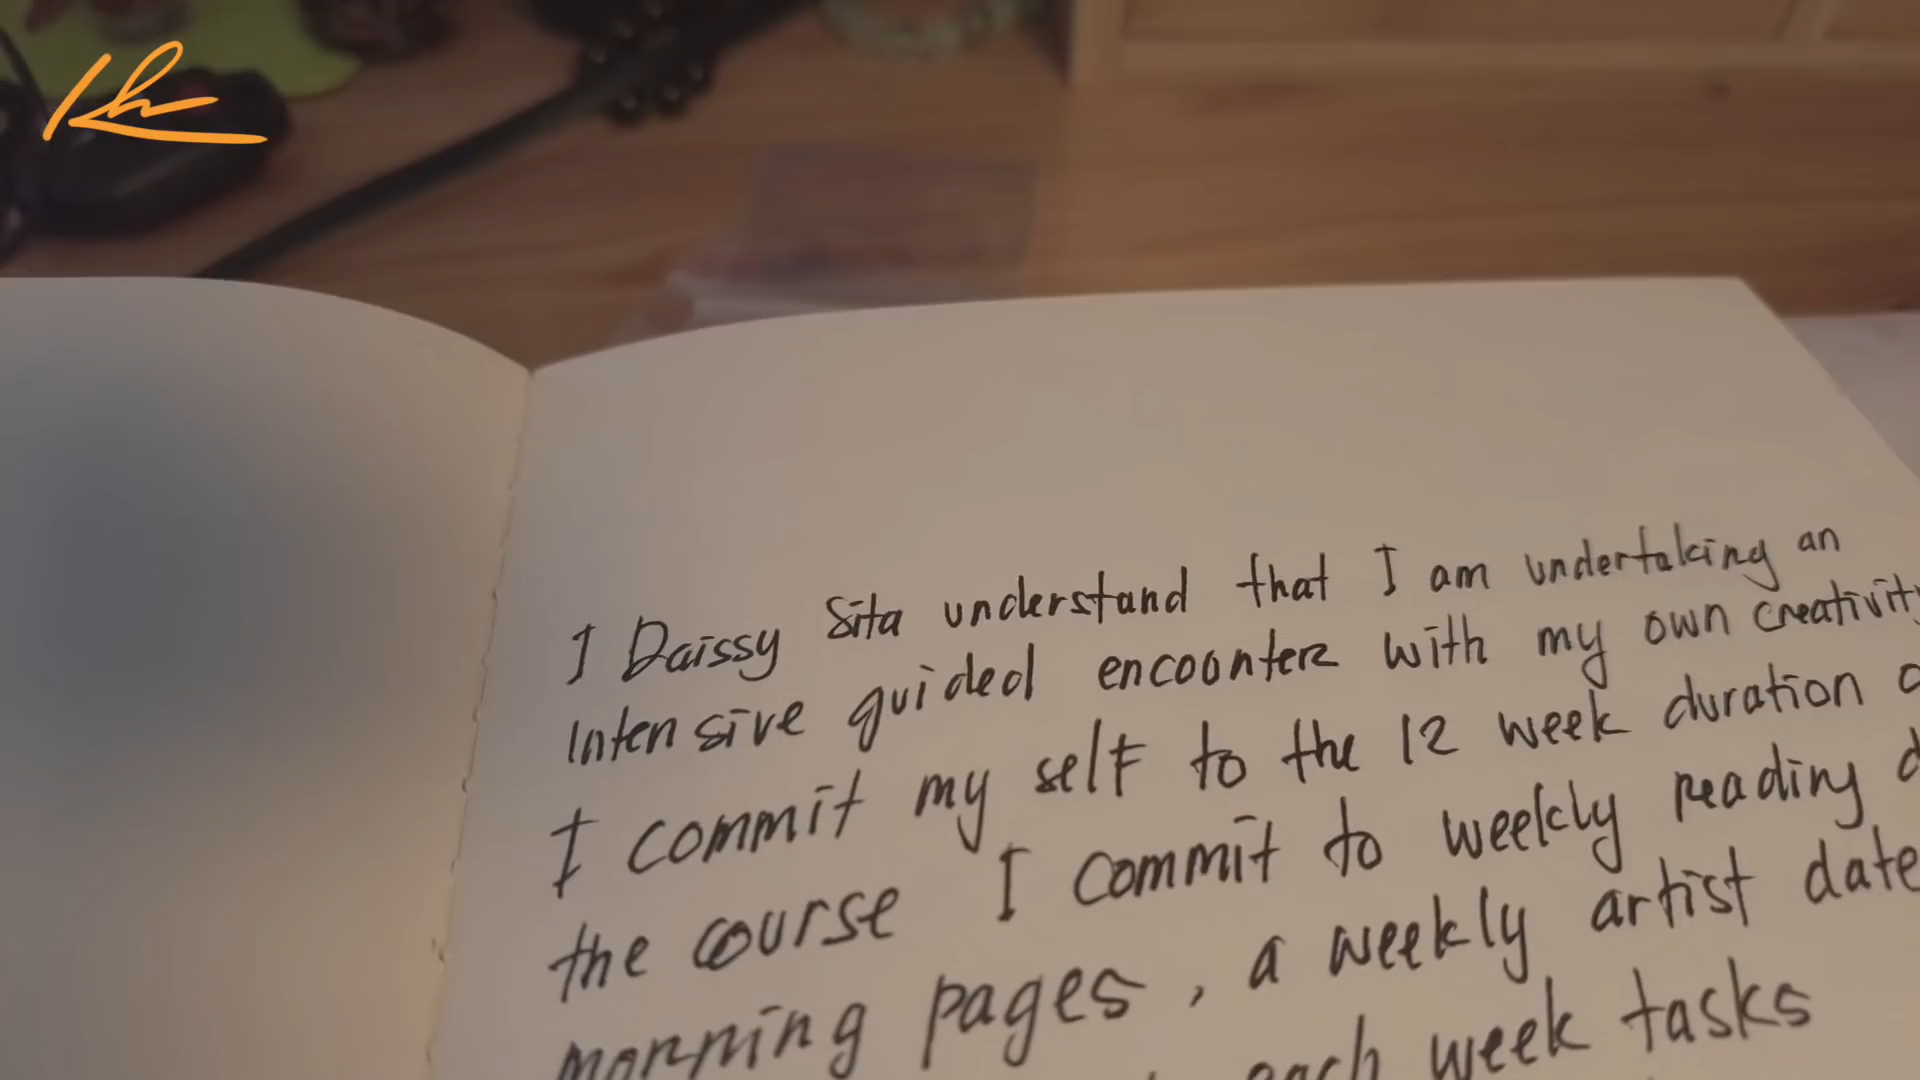 I Daissy Sita understand that I am undertaking an
Intensive guided encoonter with my own creativity
I commit my self to the 12 week duration
the course I commit to weekly reading
morning pages, a weekly artist date
each week tasks